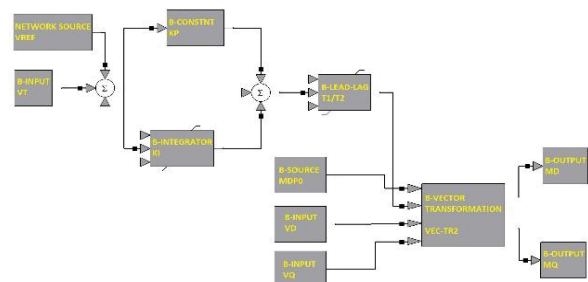 NETWORK SOURCE
VREF
B-INPUT
VT
Σ
B-CONSTNT
KP
B-INTEGRATOR
KI
Σ
B-LEAD-LAG
T1/T2
B-SOURCE
MDP0
B-INPUT
VD
B-INPUT
VQ
B-VECTOR
TRANSFORMATION
VEC-TR2
B-OUTPUT
MD
B-OUTPUT
MQ